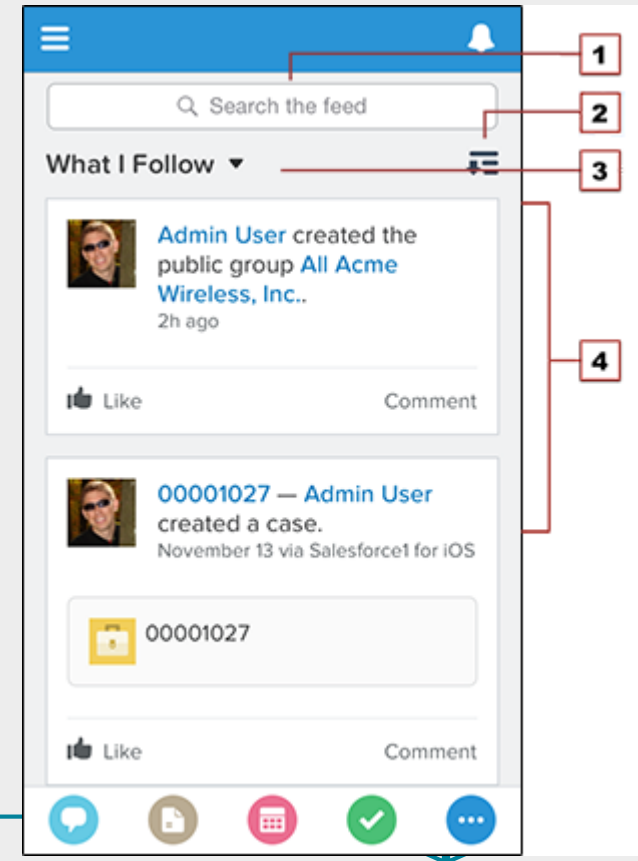 1
Search the feed
2
What I Follow
3
Admin User created the
public group All Acme
Wireless, Inc..
2h ago
4
Like Comment
00001027 — Admin User
created a case.
November 13 via Salesforce1 for iOS
00001027
Like Comment